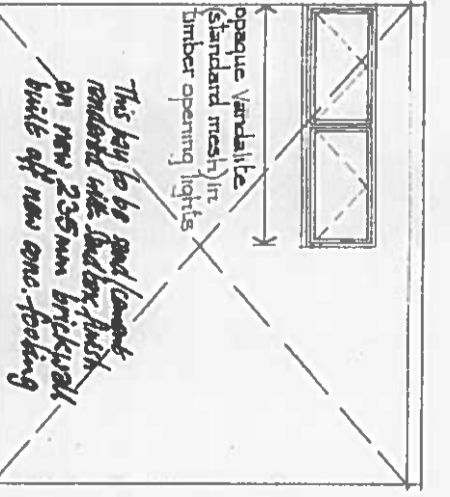 opaque Vandalite
(standard mesh) in
timber opening lights
This bay to be sand/cement
rendered with finish
on new 235mm brickwall
built off new conc. footing